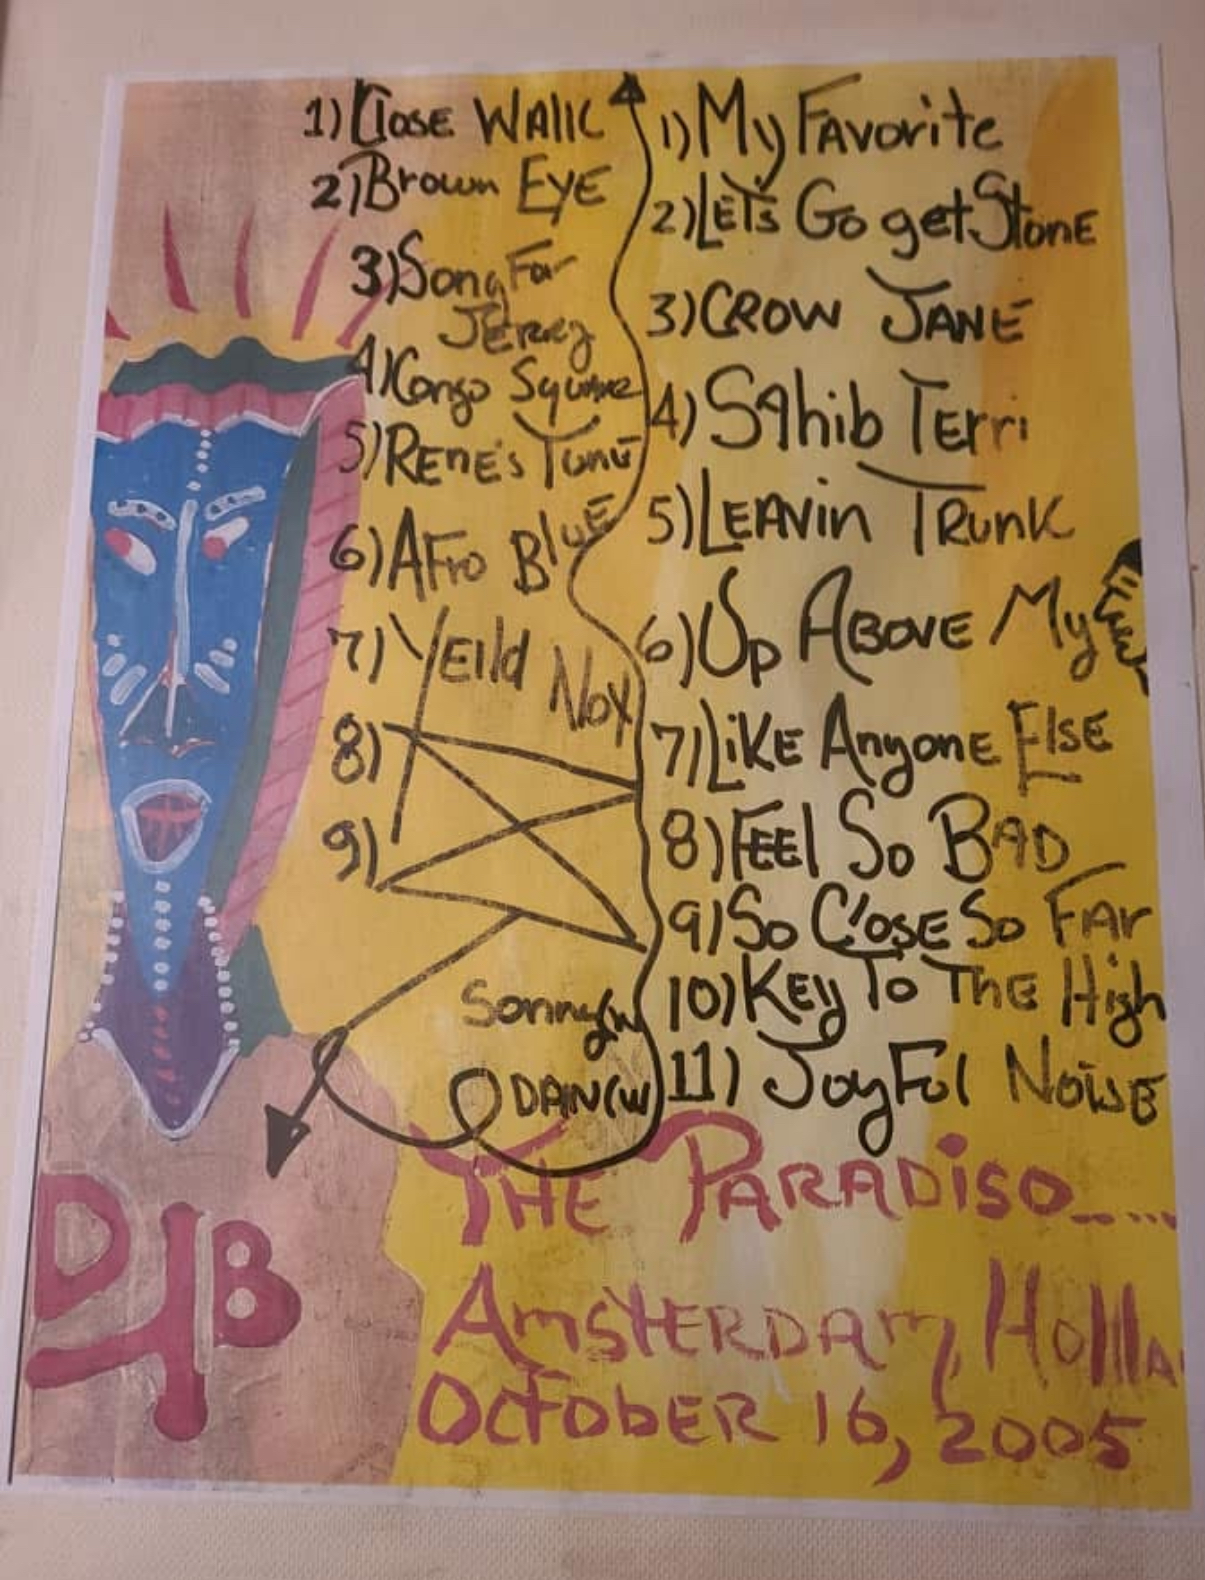 1) Close Walk
2) Brown EyE
3) Song For
JERRY
4) Congo Square
5) RENE'S Tune
6) AFro BluE
7) YEild
Nox
8)
9)
Sonny
DAN(W
1) My FAvorite
2) LET's Go get StonE
3) CROW JANE
4) SAhib TErri
5) LEAVin TRunK
6) Up ABOVE My
7) LiKE AnyonE ElsE
8) FEEl So BAD
9) So ClosE So FAr
10) KEy To THE High
11) JoyFul NoisE
THE PARADiSO.....
AmsTERDAm, HollA
OctobER 16, 2005
DJB